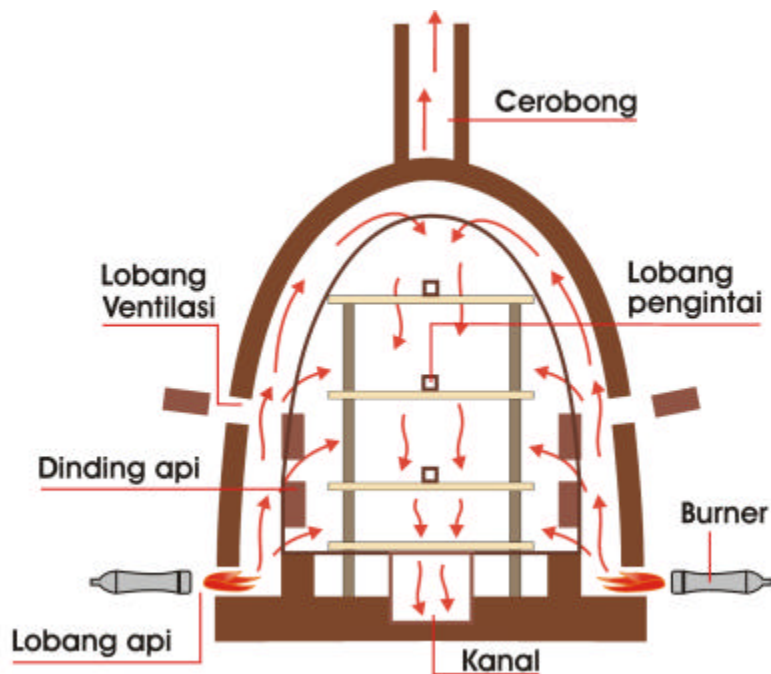 Cerobong
Lobang
Ventilasi
Lobang
pengintai
Dinding api
Burner
Lobang api
Kanal